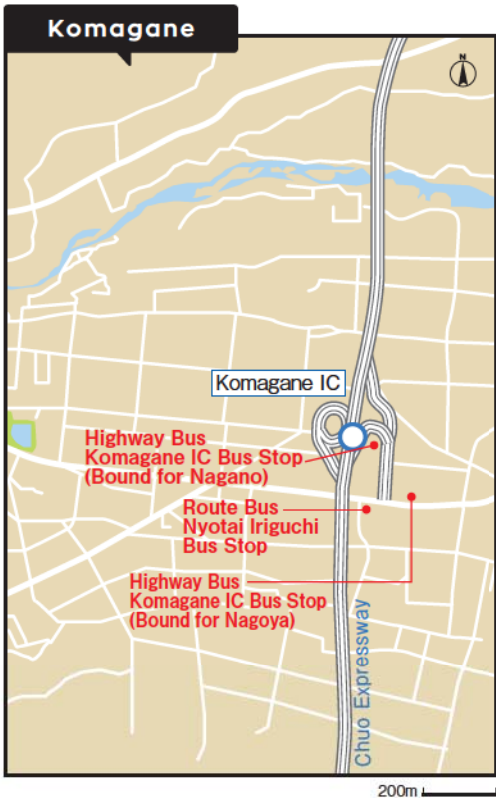 Komagane
N
Komagane IC
Highway Bus
Komagane IC Bus Stop
(Bound for Nagano)
Route Bus
Nyotai Iriguchi
Bus Stop
Highway Bus
Komagane IC Bus Stop
(Bound for Nagoya)
Chuo Expressway
200m